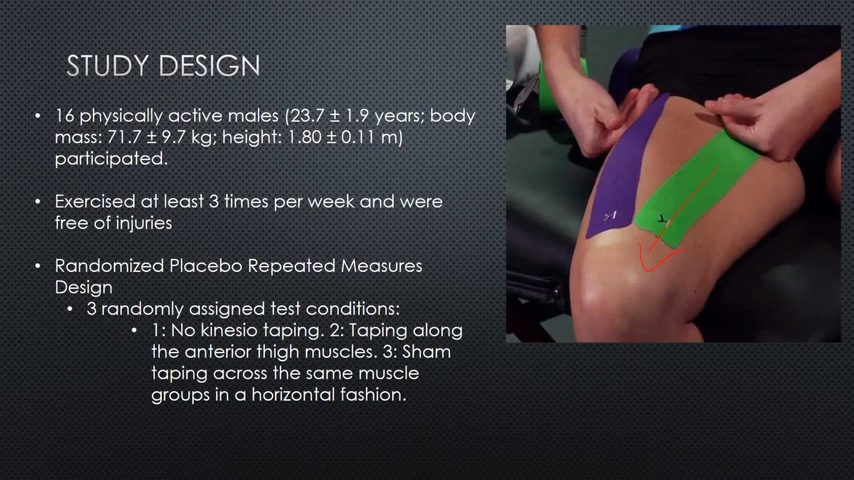 STUDY DESIGN
• 16 physically active males (23.7 ± 1.9 years; body
mass: 71.7 ± 9.7 kg; height: 1.80 ± 0.11 m)
participated.
• Exercised at least 3 times per week and were
free of injuries
• Randomized Placebo Repeated Measures
Design
• 3 randomly assigned test conditions:
• 1: No kinesio taping. 2: Taping along
the anterior thigh muscles. 3: Sham
taping across the same muscle
groups in a horizontal fashion.